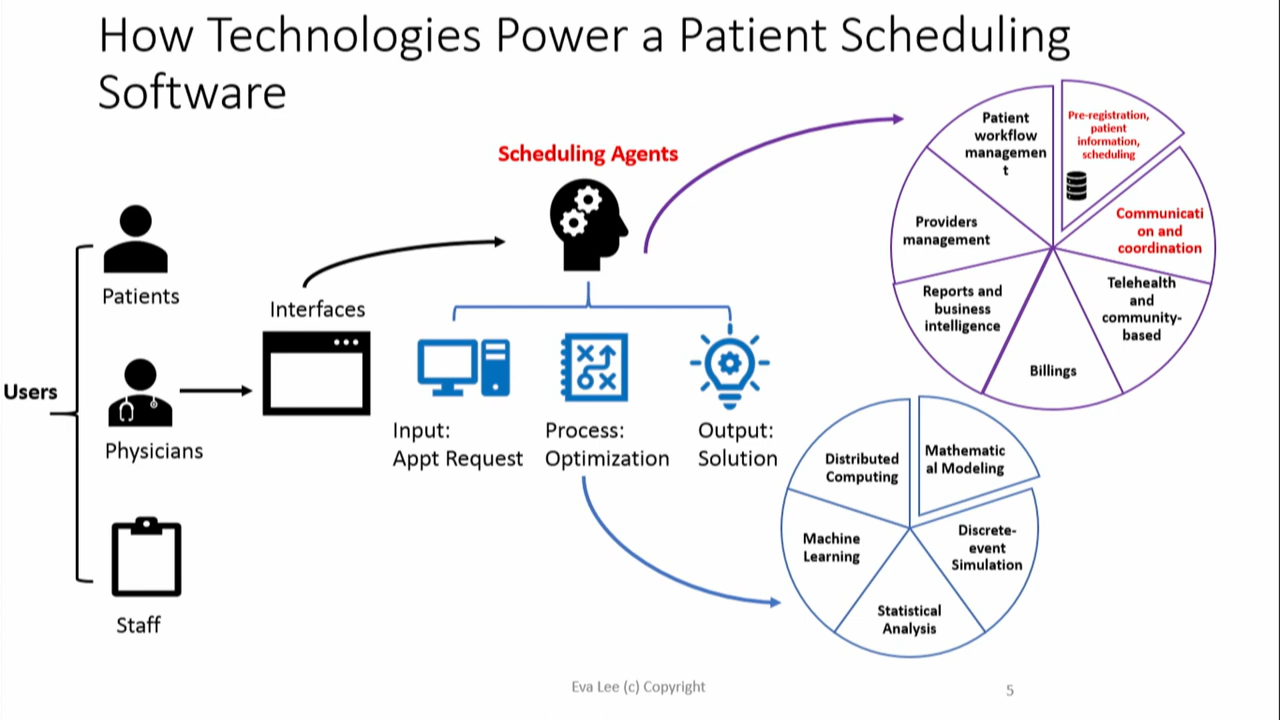 How Technologies Power a Patient Scheduling
Software
Scheduling Agents
Users
Patients
Physicians
Staff
Interfaces
Input:
Appt Request
Process:
Optimization
Output:
Solution
Patient
workflow
managemen
t
Pre-registration,
patient
information,
scheduling
Communicati
on and
coordination
Telehealth
and
community-
based
Billings
Reports and
business
intelligence
Providers
management
Distributed
Computing
Mathematic
al Modeling
Discrete-
event
Simulation
Statistical
Analysis
Machine
Learning
Eva Lee (c) Copyright
5